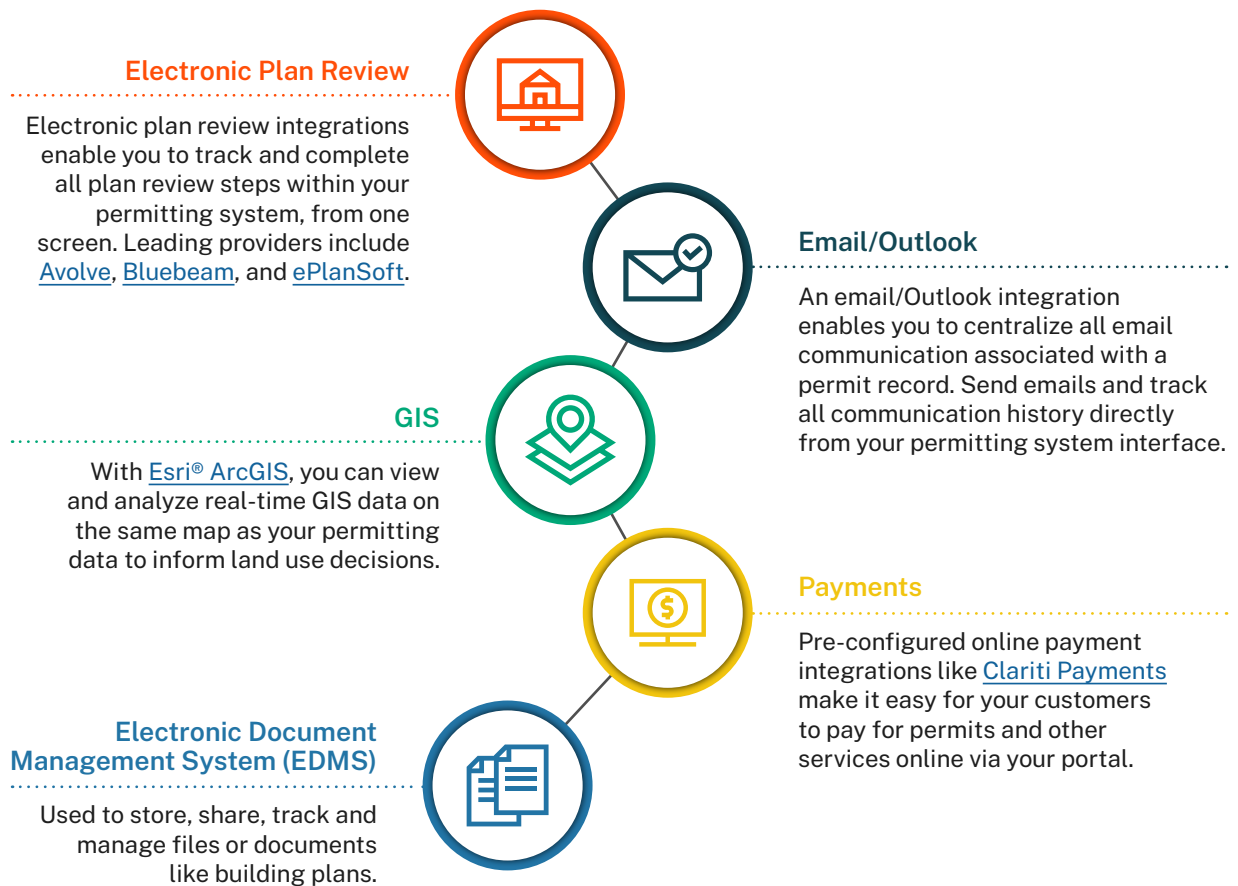 Electronic Plan Review
Electronic plan review integrations
enable you to track and complete
all plan review steps within your
permitting system, from one
screen. Leading providers include
Avolve, Bluebeam, and ePlanSoft.
Email/Outlook
An email/Outlook integration
enables you to centralize all email
communication associated with a
permit record. Send emails and track
all communication history directly
from your permitting system interface.
GIS
With Esri® ArcGIS, you can view
and analyze real-time GIS data on
the same map as your permitting
data to inform land use decisions.
$
Payments
Pre-configured online payment
integrations like Clariti Payments
make it easy for your customers
to pay for permits and other
services online via your portal.
Electronic Document
Management System (EDMS)
Used to store, share, track and
manage files or documents
like building plans.